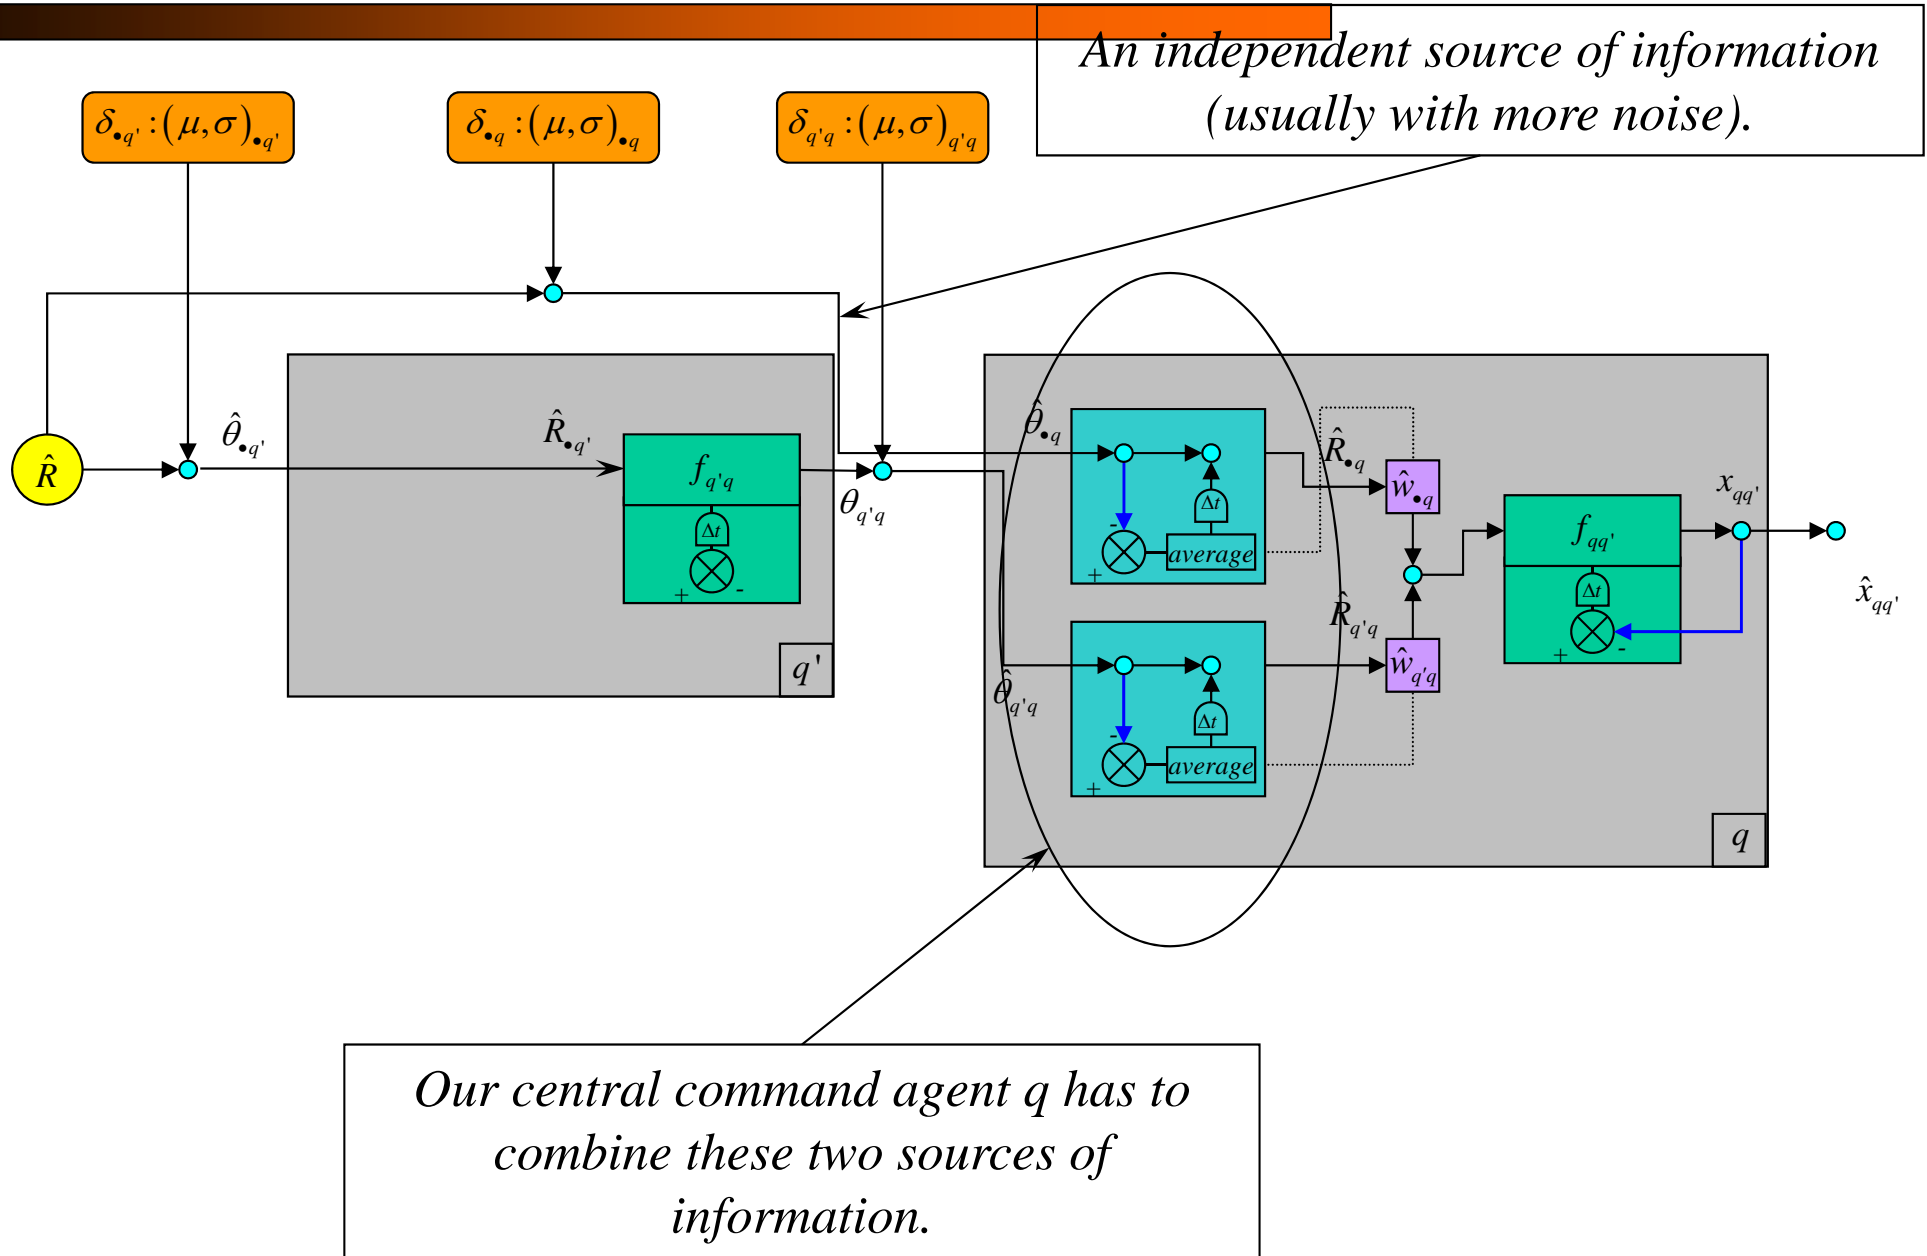 An independent source of information
(usually with more noise).
δ•q' : (μ,σ)•q'
δ•q : (μ,σ)•q
δq'q : (μ,σ)q'q
R̂
θ̂•q'
R̂•q'
fq'q
Δt
+ -
q'
θq'q
θ̂•q
Δt
-
average
+
R̂•q
ŵ•q
xqq'
fqq'
Δt
+ -
x̂qq'
R̂q'q
ŵq'q
θ̂q'q
Δt
-
average
+
q
Our central command agent q has to
combine these two sources of
information.